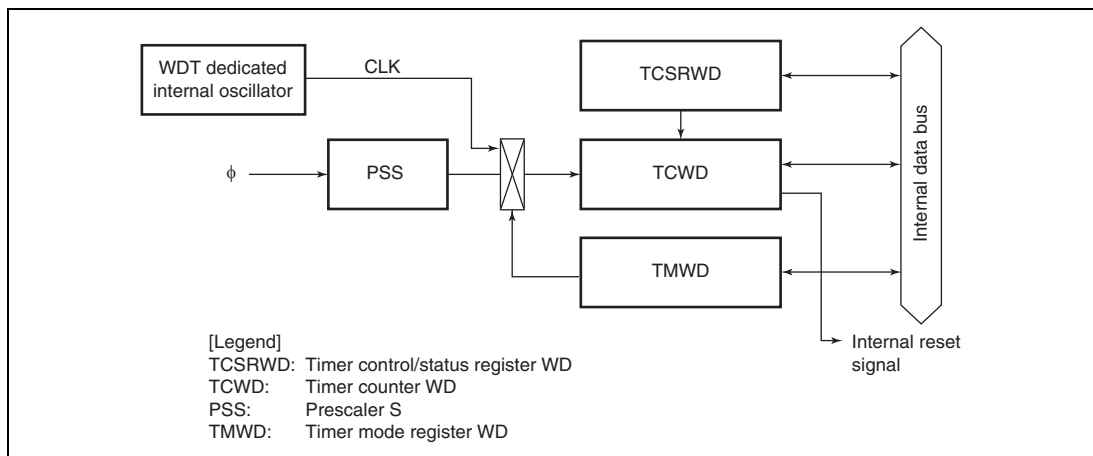 WDT dedicated
internal oscillator
CLK
TCSRWD
φ
PSS
TCWD
TMWD
Internal data bus
Internal reset
signal
[Legend]
TCSRWD: Timer control/status register WD
TCWD: Timer counter WD
PSS: Prescaler S
TMWD: Timer mode register WD